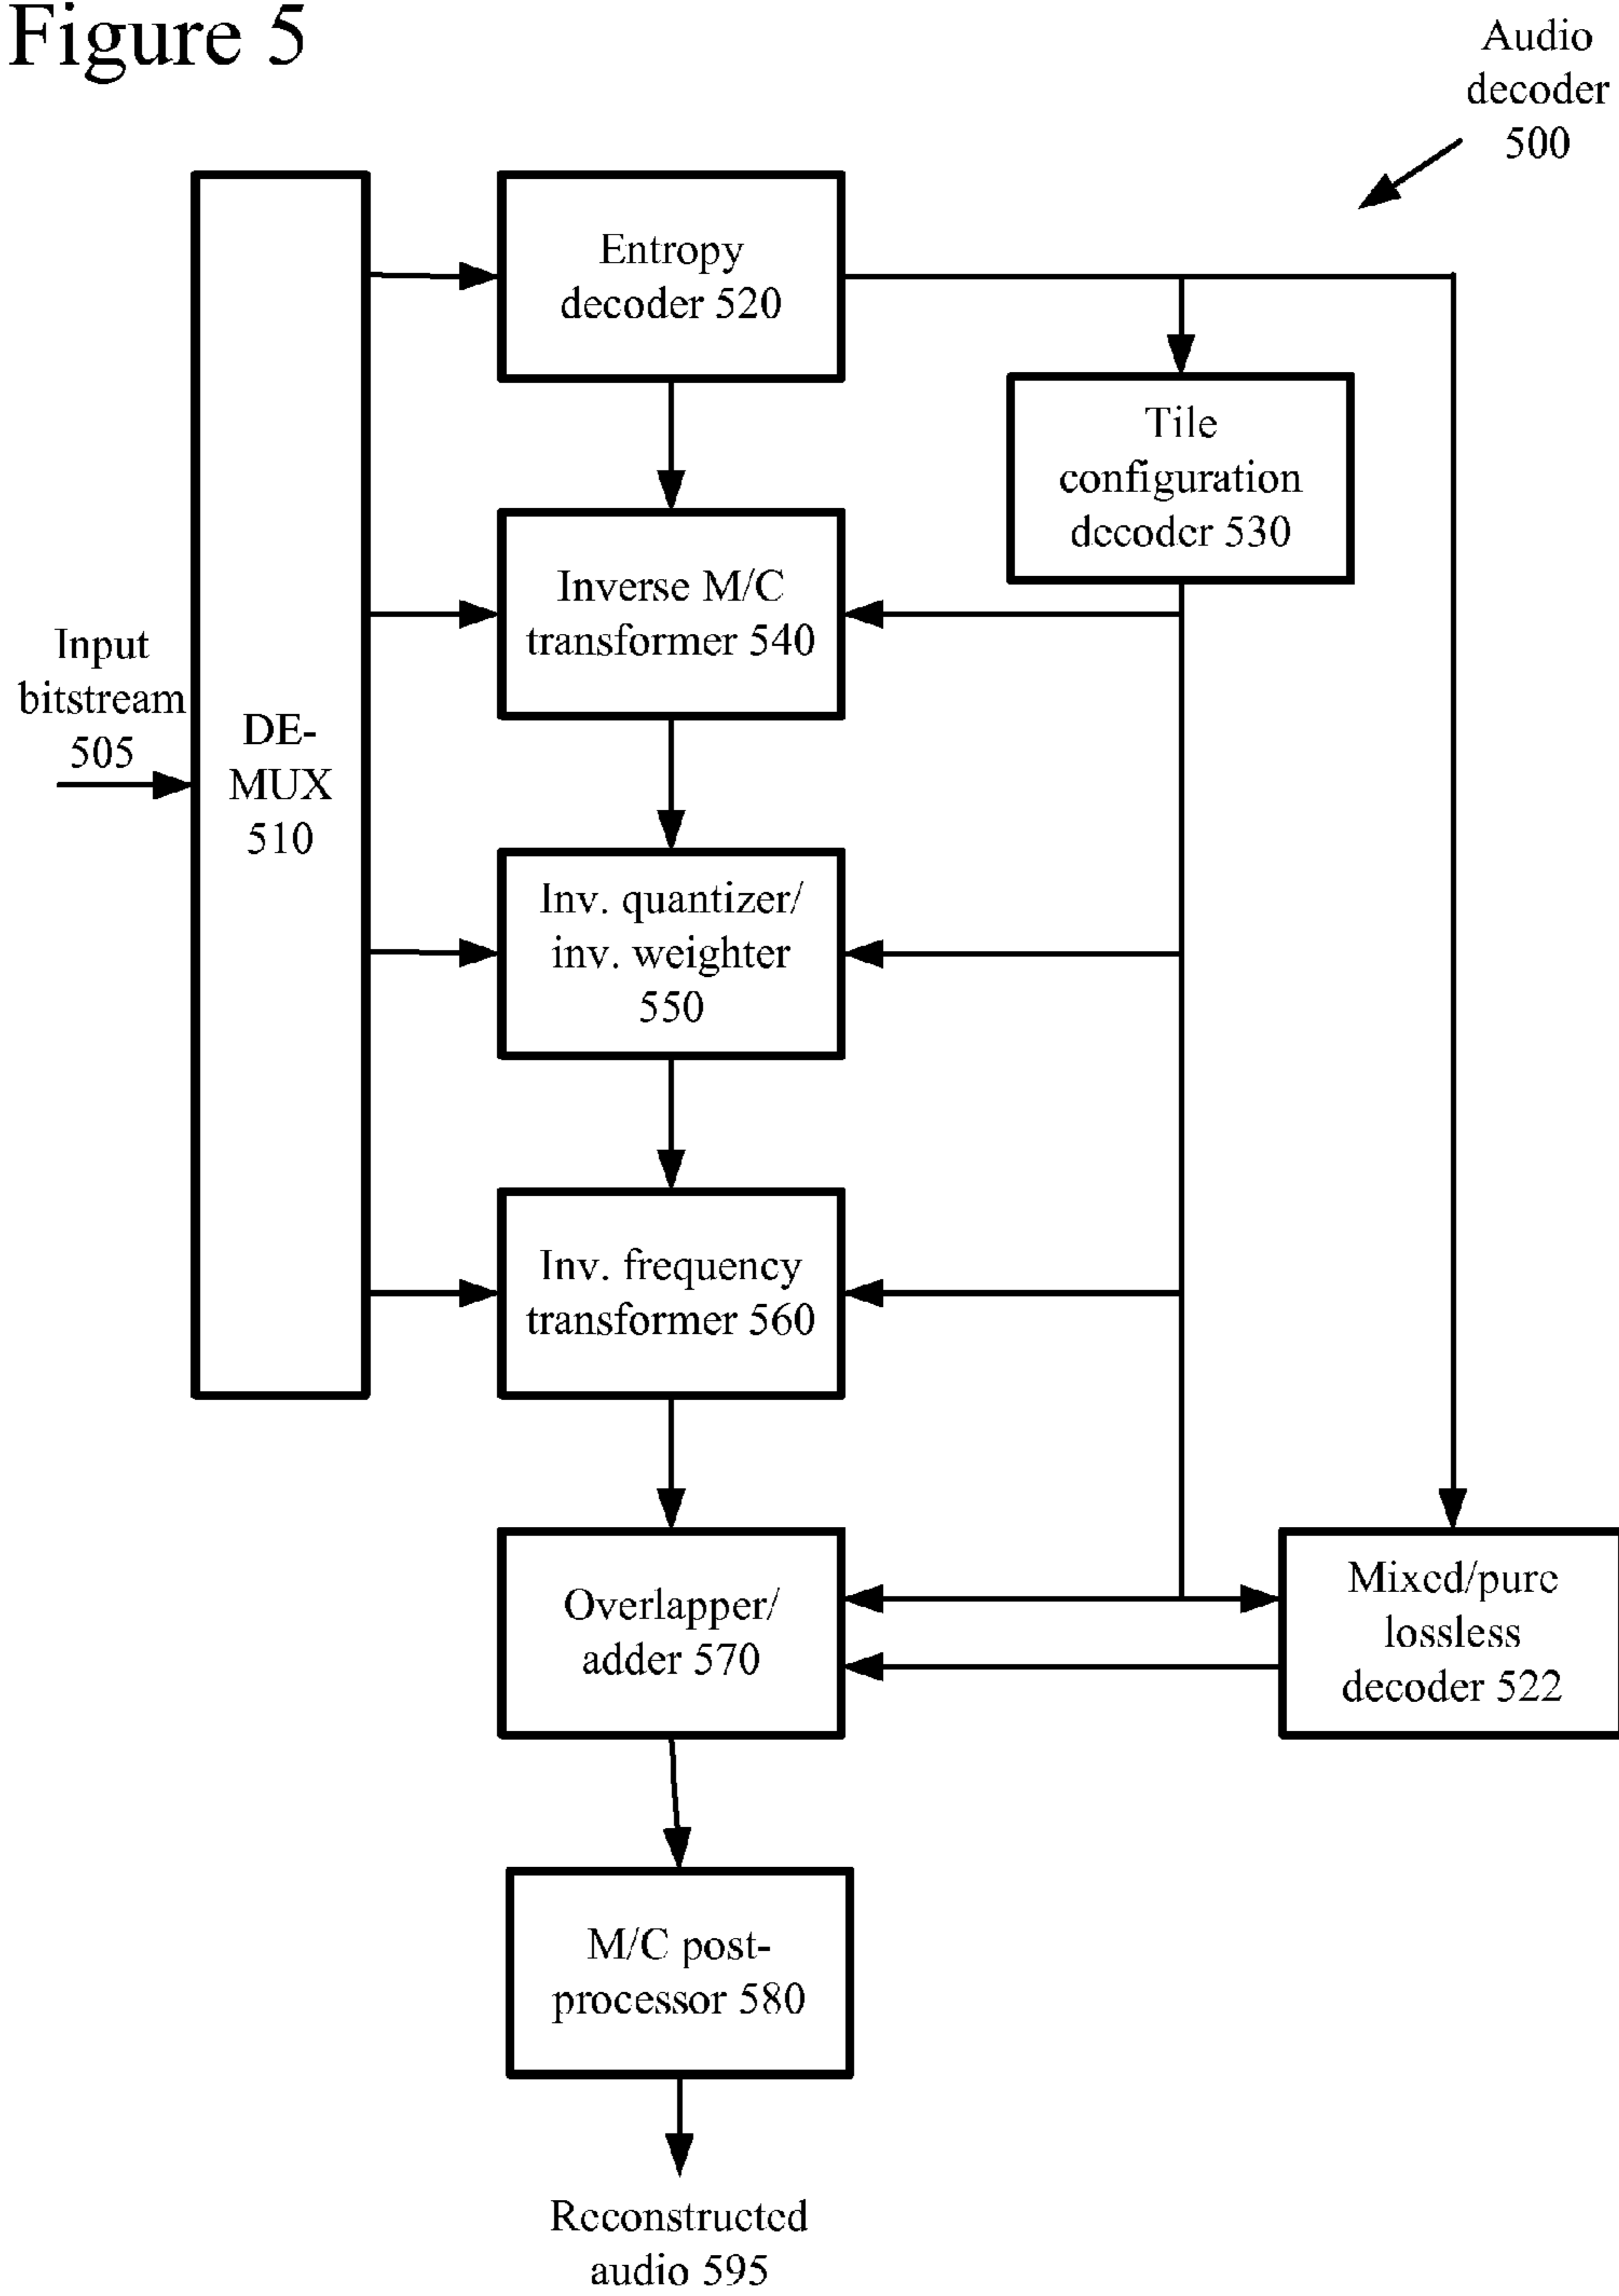 Figure 5
Audio
decoder
500
Entropy
decoder 520
Tile
configuration
decoder 530
Inverse M/C
transformer 540
Input
bitstream
505
DE-
MUX
510
Inv. quantizer/
inv. weighter
550
Inv. frequency
transformer 560
Overlapper/
adder 570
Mixed/pure
lossless
decoder 522
M/C post-
processor 580
Reconstructed
audio 595